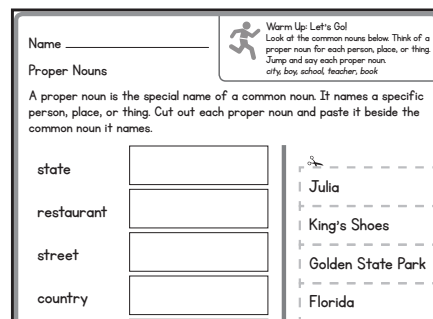 Name
Warm Up: Let's Go!
Look at the common nouns below. Think of a
proper noun for each person, place, or thing.
Jump and say each proper noun.
city, boy, school, teacher, book
Proper Nouns
A proper noun is the special name of a common noun. It names a specific
person, place, or thing. Cut out each proper noun and paste it beside the
common noun it names.
state
restaurant
street
country
Julia
King's Shoes
Golden State Park
Florida